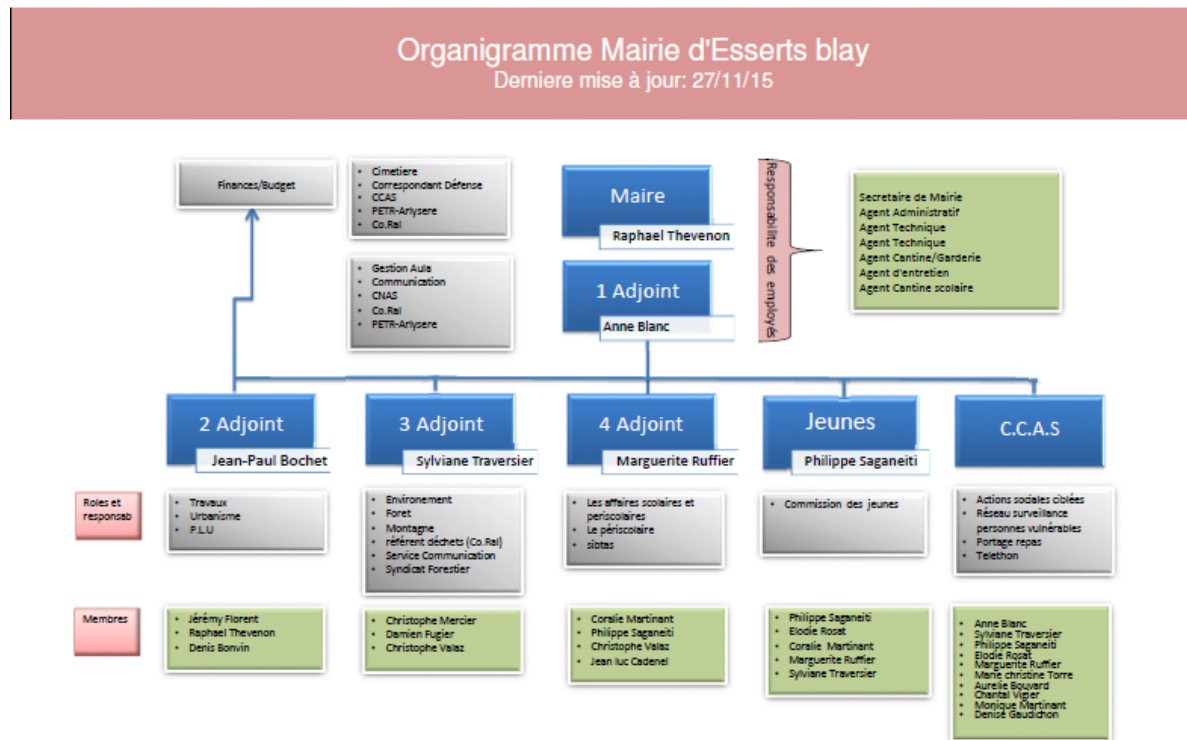 Organigramme Mairie d'Esserts blay
Derniere mise à jour: 27/11/15
Finances/Budget
Cimetiere
Correspondant Défense
CCAS
PETR-Arlysere
Co.Ral
Maire
Raphael Thevenon
Responsabilite des employés
Secretaire de Mairie
Agent Administratif
Agent Technique
Agent Technique
Agent Cantine/Garderie
Agent d'entretien
Agent Cantine scolaire
Gestion Aula
Communication
CNAS
Co.Ral
PETR-Arlysere
1 Adjoint
Anne Blanc
2 Adjoint
Jean-Paul Bochet
3 Adjoint
Sylviane Traversier
4 Adjoint
Marguerite Ruffier
Jeunes
Philippe Saganeiti
C.C.A.S
Roles et
responsab
Travaux
Urbanisme
P.L.U
Environement
Foret
Montagne
référent déchets (Co.Ral)
Service Communication
Syndicat Forestier
Les affaires scolaires et
periscolaires
Le périscolaire
sibtas
Commission des jeunes
Actions sociales ciblées
Réseau surveillance
personnes vulnérables
Portage repas
Telethon
Membres
Jérémy Florent
Raphael Thevenon
Denis Bonvin
Christophe Mercier
Damien Fugier
Christophe Valaz
Coralie Martinant
Philippe Saganeiti
Christophe Valaz
Jean luc Cadenel
Philippe Saganeiti
Elodie Rosat
Coralie Martinant
Marguerite Ruffier
Sylviane Traversier
Anne Blanc
Sylviane Traversier
Philippe Saganeiti
Elodie Rosat
Marguerite Ruffier
Marie christine Torre
Aurelie Bouvard
Chantal Vigier
Monique Martinant
Denise Gaudichon